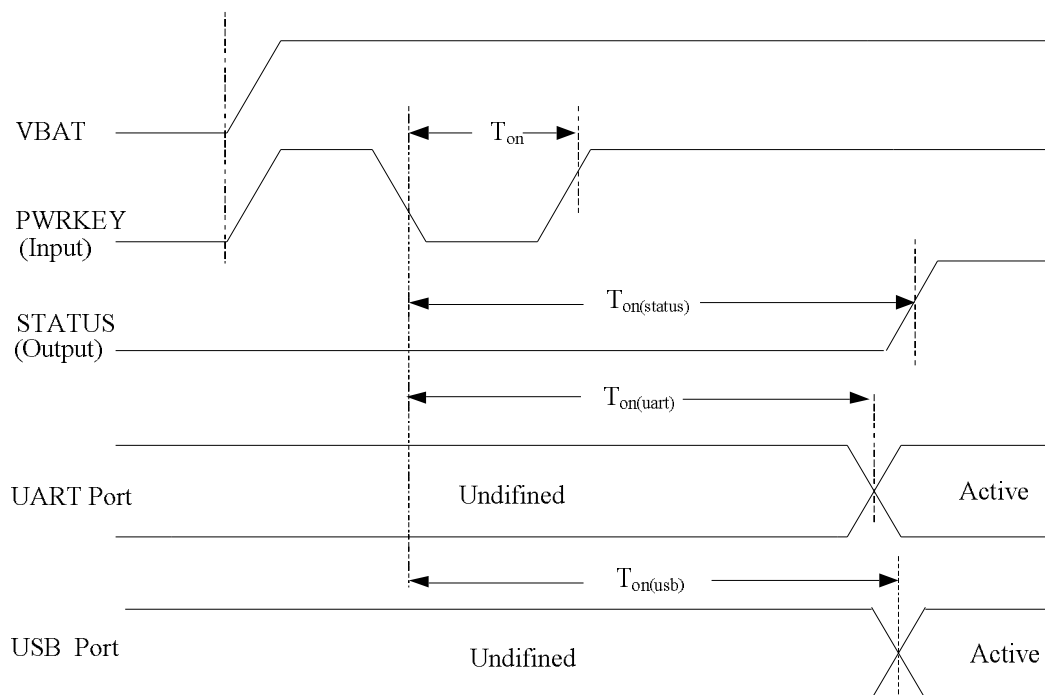 VBAT
Ton
PWRKEY
(Input)
Ton(status)
STATUS
(Output)
Ton(uart)
UART Port
Undifined
Active
Ton(usb)
USB Port
Undifined
Active